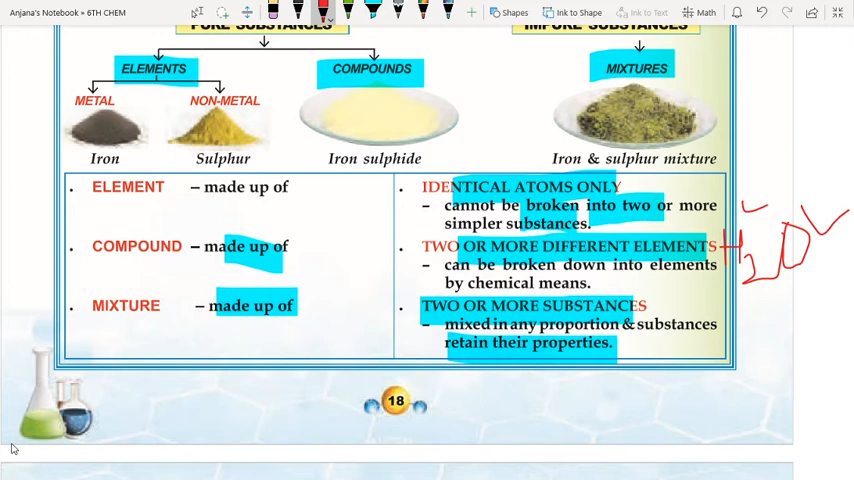 Anjana's Notebook » 6TH CHEM
Shapes
Ink to Shape
Ink to Text
Math
PURE SUBSTANCES
IMPURE SUBSTANCES
ELEMENTS
COMPOUNDS
MIXTURES
METAL
NON-METAL
Iron
Sulphur
Iron sulphide
Iron & sulphur mixture
. ELEMENT – made up of
. IDENTICAL ATOMS ONLY
– cannot be broken into two or more
simpler substances.
. COMPOUND – made up of
. TWO OR MORE DIFFERENT ELEMENTS
– can be broken down into elements
by chemical means.
. MIXTURE – made up of
. TWO OR MORE SUBSTANCES
– mixed in any proportion & substances
retain their properties.
H2O
18